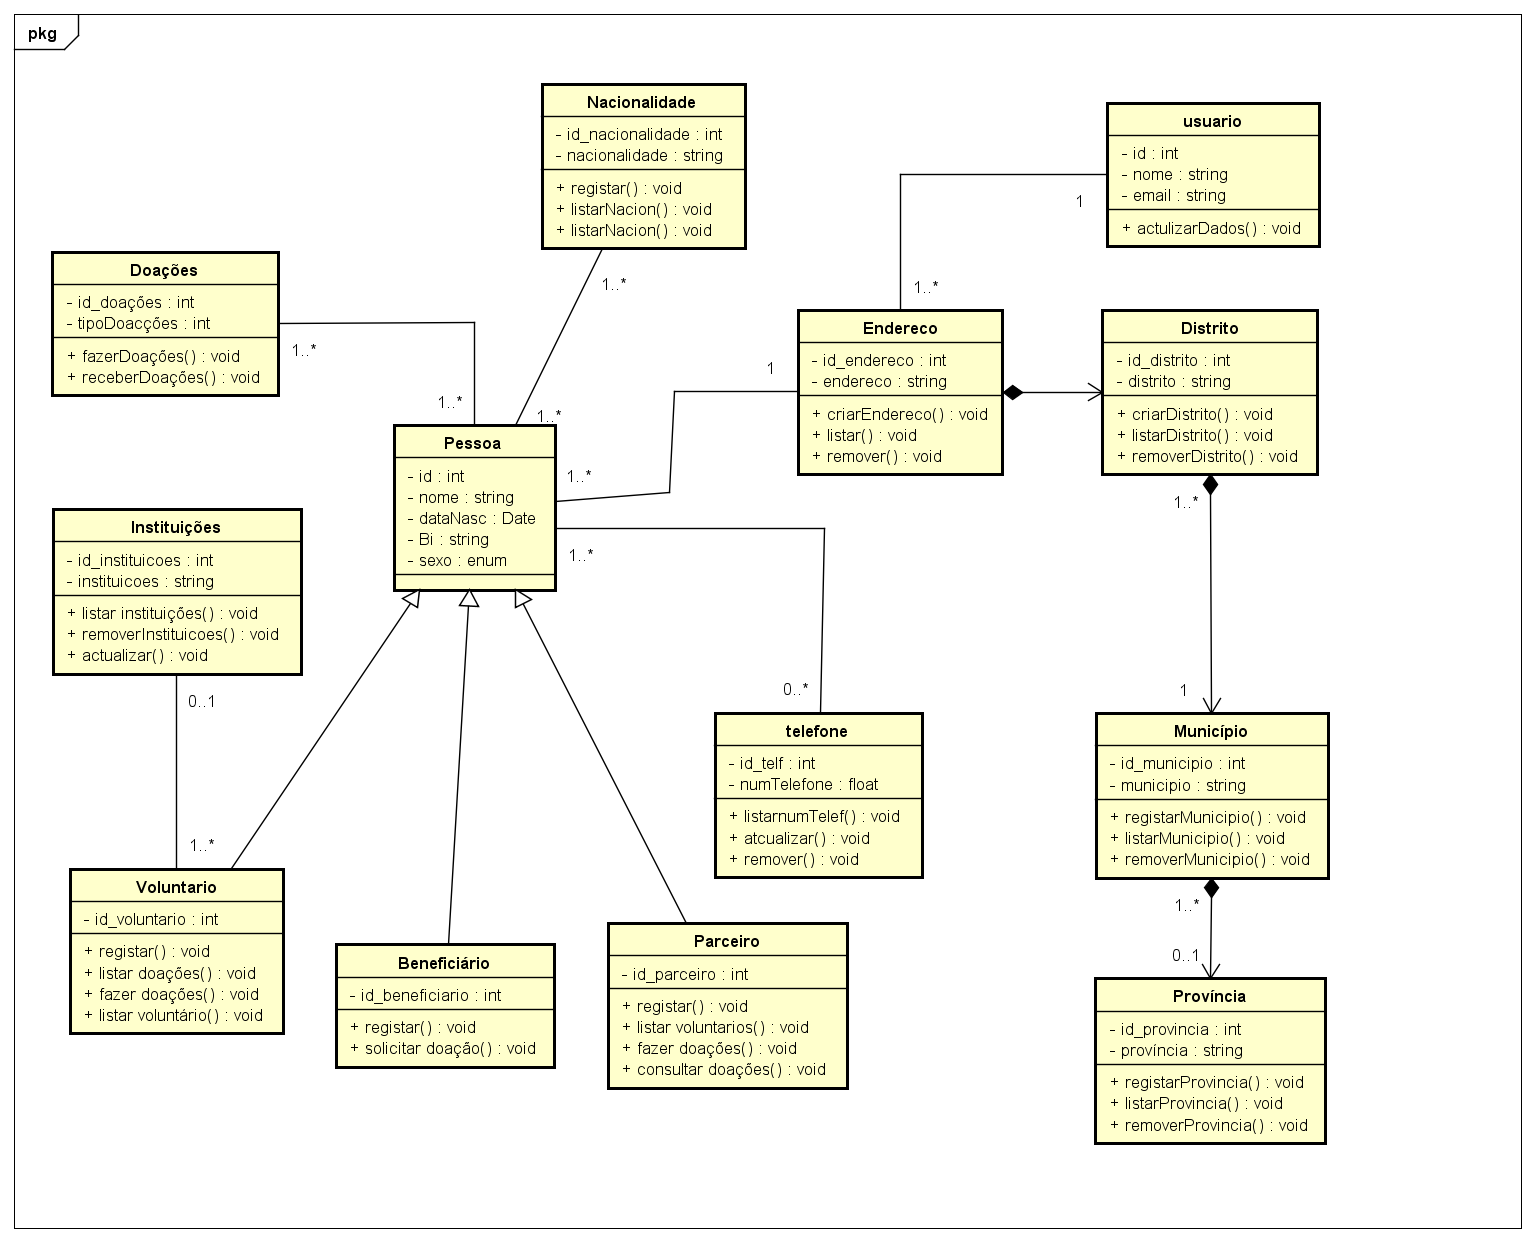 pkg
Nacionalidade
- id_nacionalidade : int
- nacionalidade : string
+ registar() : void
+ listarNacion() : void
+ listarNacion() : void
usuario
- id : int
- nome : string
- email : string
+ actulizarDados() : void
1
1..*
1..*
Doações
- id_doações : int
- tipoDoacções : int
+ fazerDoações() : void
+ receberDoações() : void
1..*
1..*
1..*
Endereco
- id_endereco : int
- endereco : string
+ criarEndereco() : void
+ listar() : void
+ remover() : void
1
1..*
Distrito
- id_distrito : int
- distrito : string
+ criarDistrito() : void
+ listarDistrito() : void
+ removerDistrito() : void
1..*
1
Pessoa
- id : int
- nome : string
- dataNasc : Date
- Bi : string
- sexo : enum
1..*
0..*
Instituições
- id_instituicoes : int
- instituicoes : string
+ listar instituições() : void
+ removerInstituicoes() : void
+ actualizar() : void
0..1
1..*
telefone
- id_telf : int
- numTelefone : float
+ listarnumTelef() : void
+ atcualizar() : void
+ remover() : void
Município
- id_municipio : int
- municipio : string
+ registarMunicipio() : void
+ listarMunicipio() : void
+ removerMunicipio() : void
1..*
0..1
Voluntario
- id_voluntario : int
+ registar() : void
+ listar doações() : void
+ fazer doações() : void
+ listar voluntário() : void
Beneficiário
- id_beneficiario : int
+ registar() : void
+ solicitar doação() : void
Parceiro
- id_parceiro : int
+ registar() : void
+ listar voluntarios() : void
+ fazer doações() : void
+ consultar doações() : void
Província
- id_provincia : int
- província : string
+ registarProvincia() : void
+ listarProvincia() : void
+ removerProvincia() : void